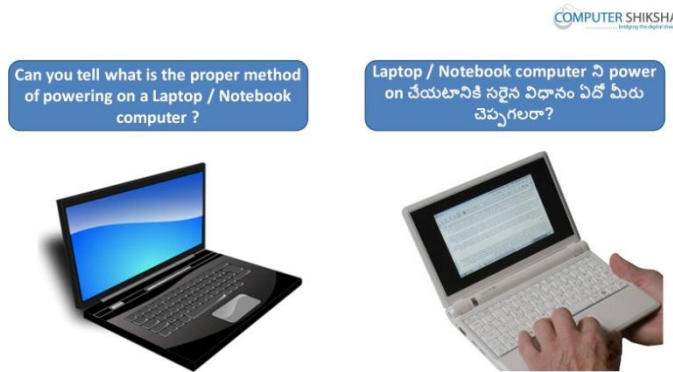 COMPUTER SHIKSHA
Can you tell what is the proper method
of powering on a Laptop / Notebook
computer ?
Laptop / Notebook computer ని power
on చేయటానికి సరైన విధానం ఏదో మీరు
చెప్పగలరా?